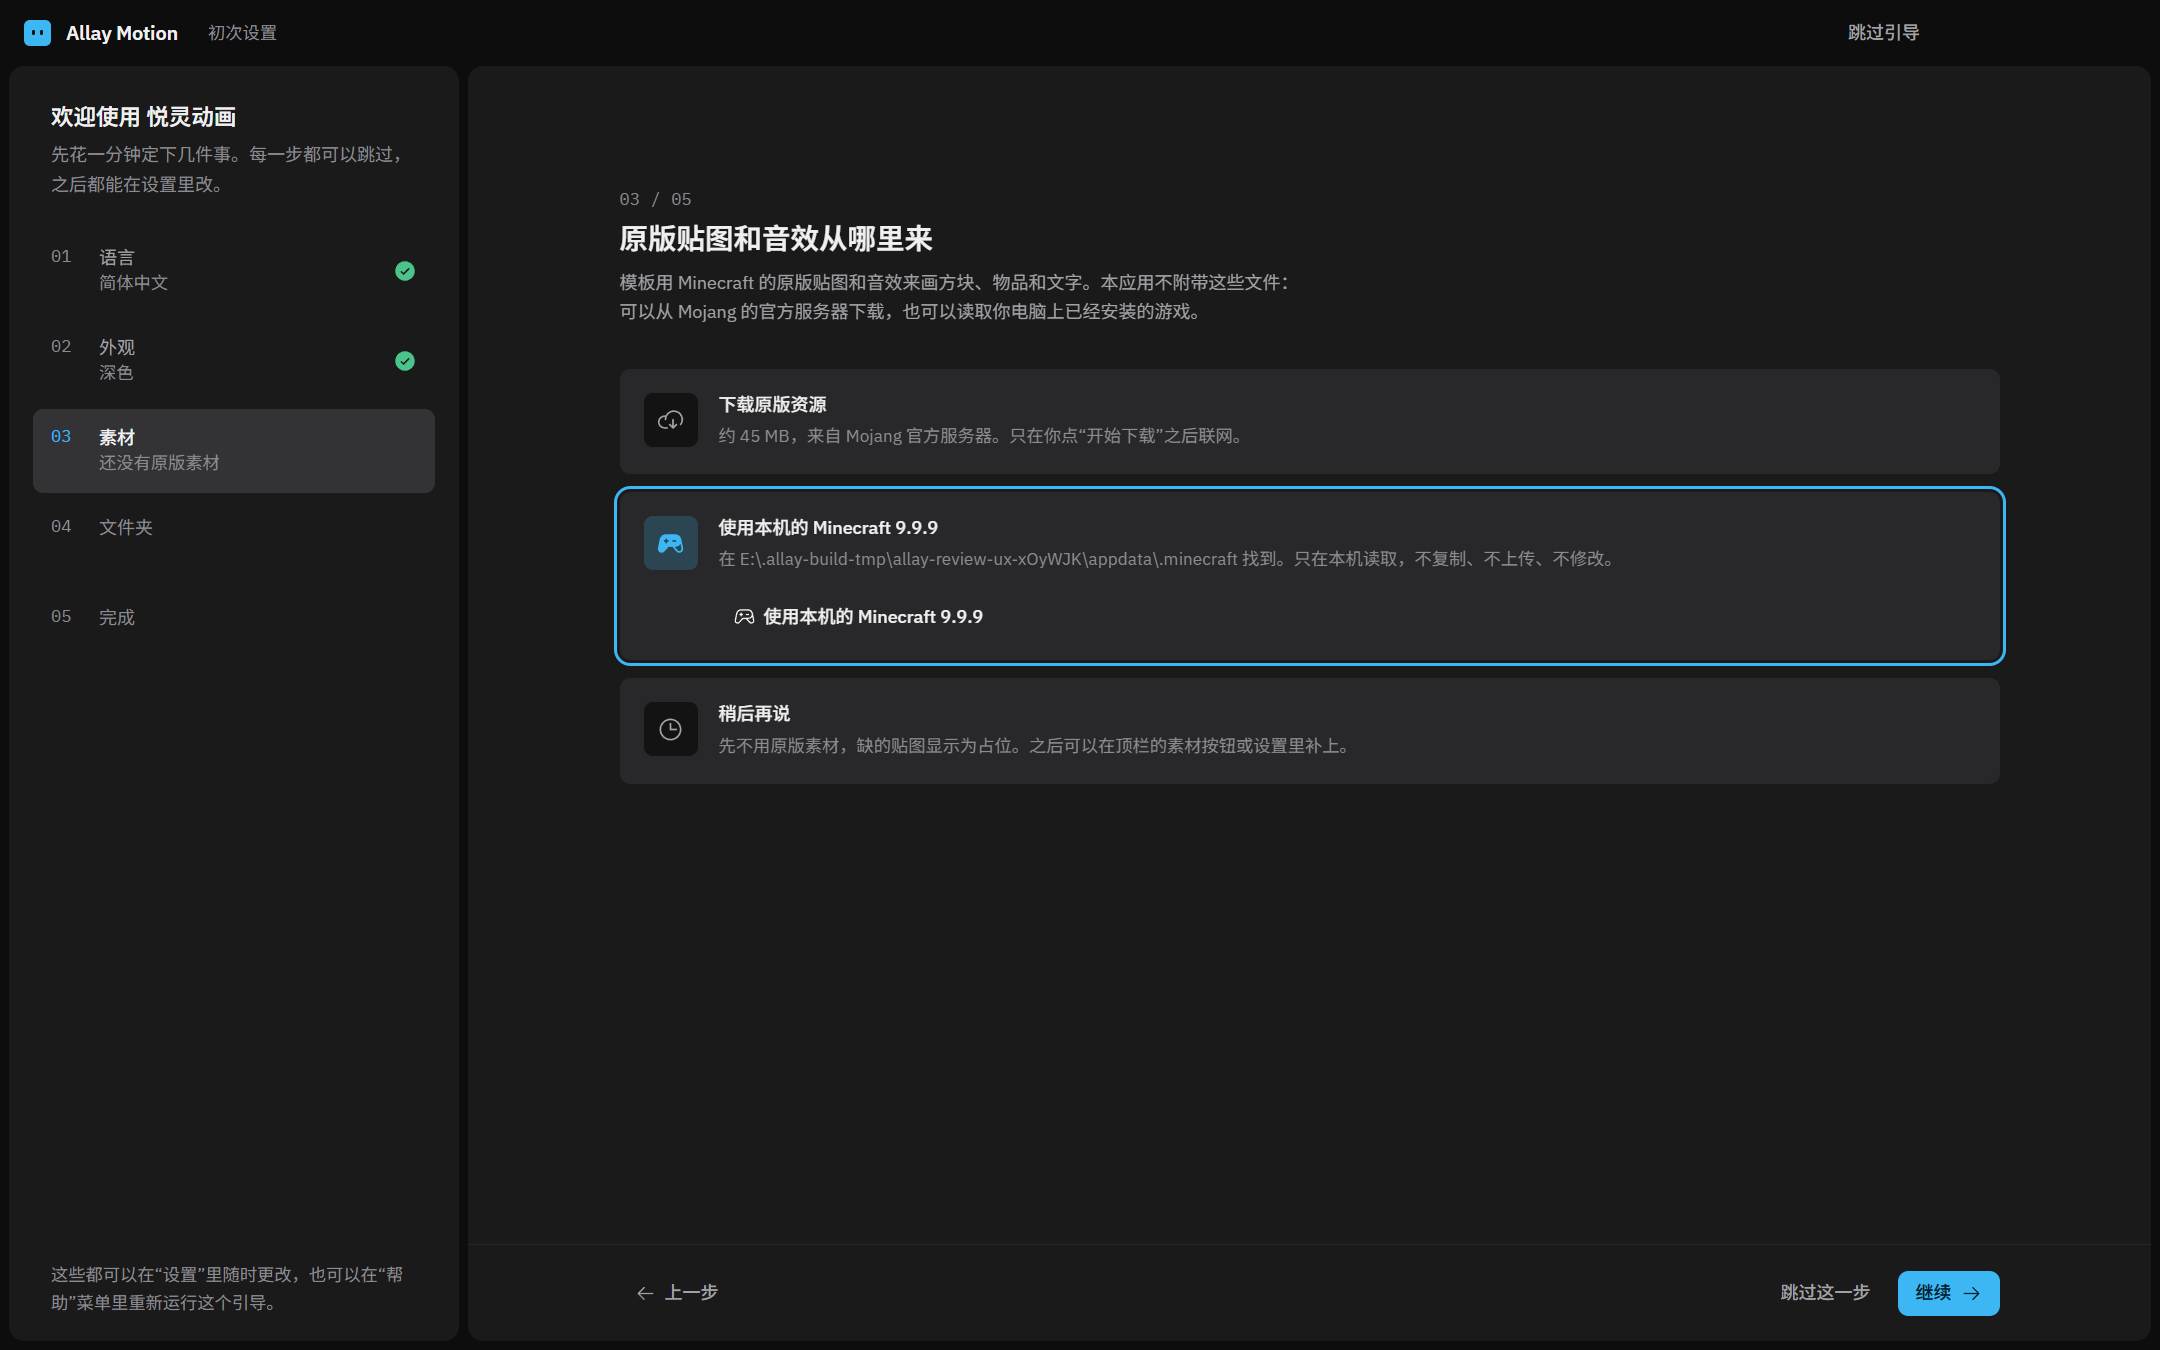 Allay Motion
初次设置
跳过引导
欢迎使用 悦灵动画
先花一分钟定下几件事。每一步都可以跳过，
之后都能在设置里改。
01 语言
简体中文
02 外观
深色
03 素材
还没有原版素材
04 文件夹
05 完成
这些都可以在“设置”里随时更改，也可以在“帮
助”菜单里重新运行这个引导。
03 / 05
原版贴图和音效从哪里来
模板用 Minecraft 的原版贴图和音效来画方块、物品和文字。本应用不附带这些文件：
可以从 Mojang 的官方服务器下载，也可以读取你电脑上已经安装的游戏。
下载原版资源
约 45 MB，来自 Mojang 官方服务器。只在你点“开始下载”之后联网。
使用本机的 Minecraft 9.9.9
在 E:\.allay-build-tmp\allay-review-ux-xOyWJK\appdata\.minecraft 找到。只在本机读取，不复制、不上传、不修改。
使用本机的 Minecraft 9.9.9
稍后再说
先不用原版素材，缺的贴图显示为占位。之后可以在顶栏的素材按钮或设置里补上。
上一步
跳过这一步
继续